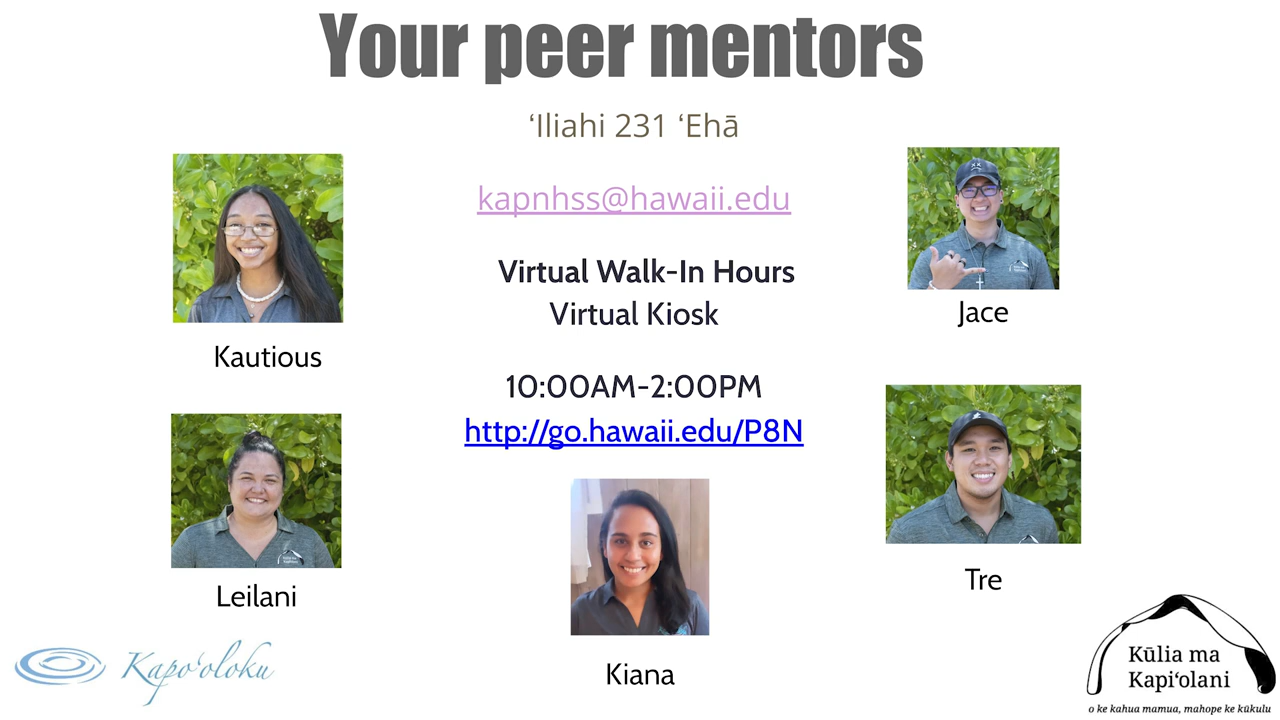 Your peer mentors
ʻIliahi 231 ʻEhā
kapnhss@hawaii.edu
Virtual Walk-In Hours
Virtual Kiosk
10:00AM-2:00PM
http://go.hawaii.edu/P8N
Kautious
Jace
Leilani
Tre
Kiana
Kapoʻoloku
Kūlia ma
Kapiʻolani
o ke kahua mamua, mahope ke kūkulu